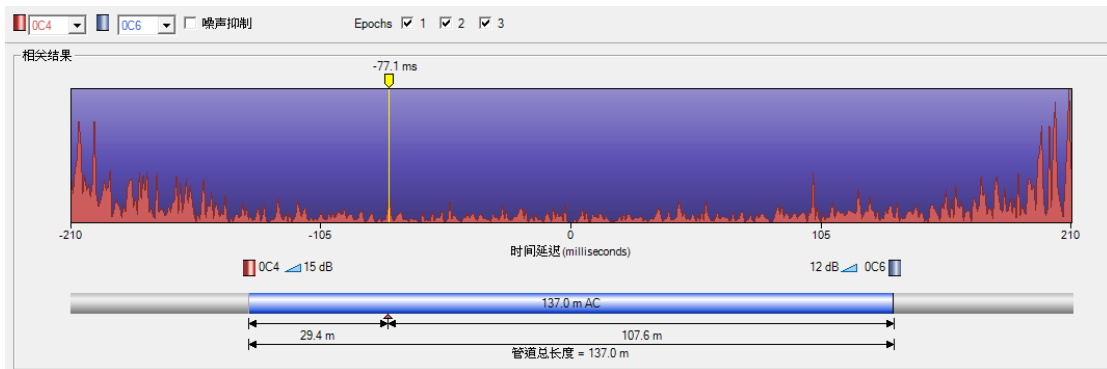 0C4 0C6 噪声抑制 Epochs 1 2 3
相关结果
-77.1 ms
-210 -105 0 105 210
时间延迟(milliseconds)
0C4 15 dB 12 dB 0C6
137.0 m AC
29.4 m 107.6 m
管道总长度 = 137.0 m